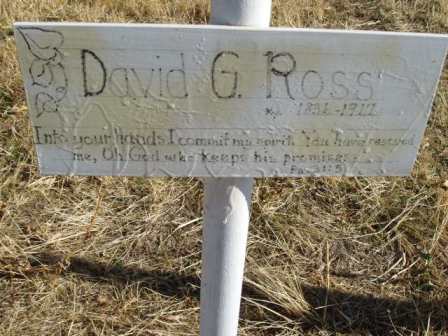 David G. Ross
Into your hands I commit my spirit. You have rescued
me, Oh God who keeps his promises